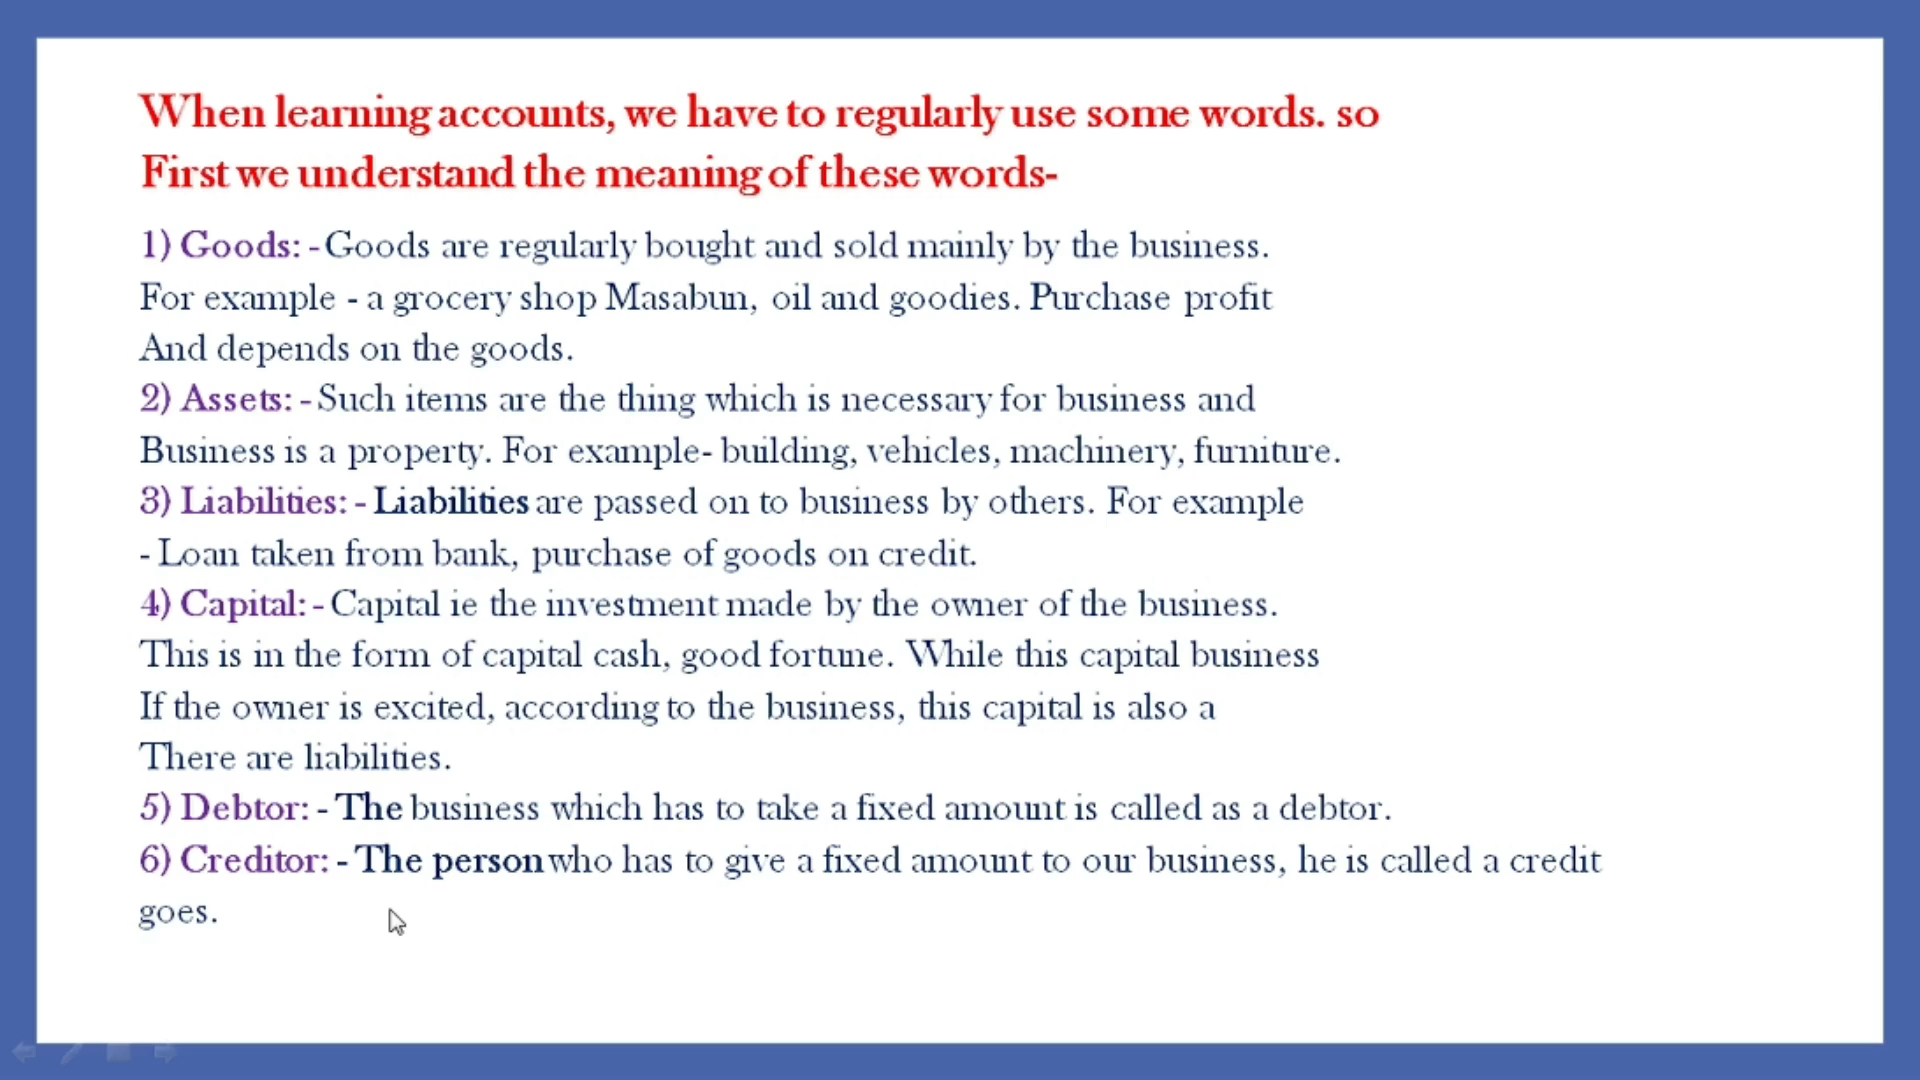 When learning accounts, we have to regularly use some words. so
First we understand the meaning of these words-
1) Goods: - Goods are regularly bought and sold mainly by the business.
For example - a grocery shop Masabun, oil and goodies. Purchase profit
And depends on the goods.
2) Assets: - Such items are the thing which is necessary for business and
Business is a property. For example- building, vehicles, machinery, furniture.
3) Liabilities: - Liabilities are passed on to business by others. For example
- Loan taken from bank, purchase of goods on credit.
4) Capital: - Capital ie the investment made by the owner of the business.
This is in the form of capital cash, good fortune. While this capital business
If the owner is excited, according to the business, this capital is also a
There are liabilities.
5) Debtor: - The business which has to take a fixed amount is called as a debtor.
6) Creditor: - The person who has to give a fixed amount to our business, he is called a credit
goes.